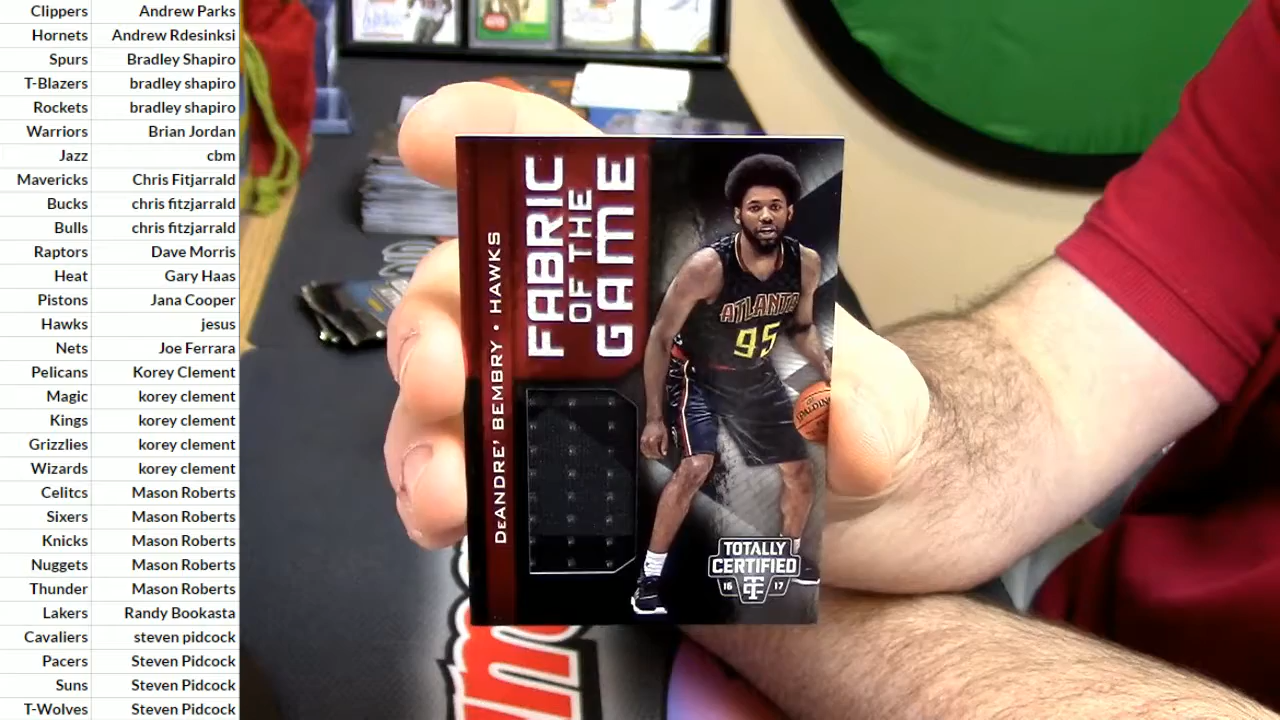 Clippers Andrew Parks
Hornets Andrew Rdesinksi
Spurs Bradley Shapiro
T-Blazers bradley shapiro
Rockets bradley shapiro
Warriors Brian Jordan
Jazz cbm
Mavericks Chris Fitjarrald
Bucks chris fitzjarrald
Bulls chris fitzjarrald
Raptors Dave Morris
Heat Gary Haas
Pistons Jana Cooper
Hawks jesus
Nets Joe Ferrara
Pelicans Korey Clement
Magic korey clement
Kings korey clement
Grizzlies korey clement
Wizards korey clement
Celitcs Mason Roberts
Sixers Mason Roberts
Knicks Mason Roberts
Nuggets Mason Roberts
Thunder Mason Roberts
Lakers Randy Bookasta
Cavaliers steven pidcock
Pacers Steven Pidcock
Suns Steven Pidcock
T-Wolves Steven Pidcock
FABRIC
OF THE
GAME
DeANDRE' BEMBRY • HAWKS
ATLANTA
95
SPALDING
TOTALLY
CERTIFIED
16 TC 17